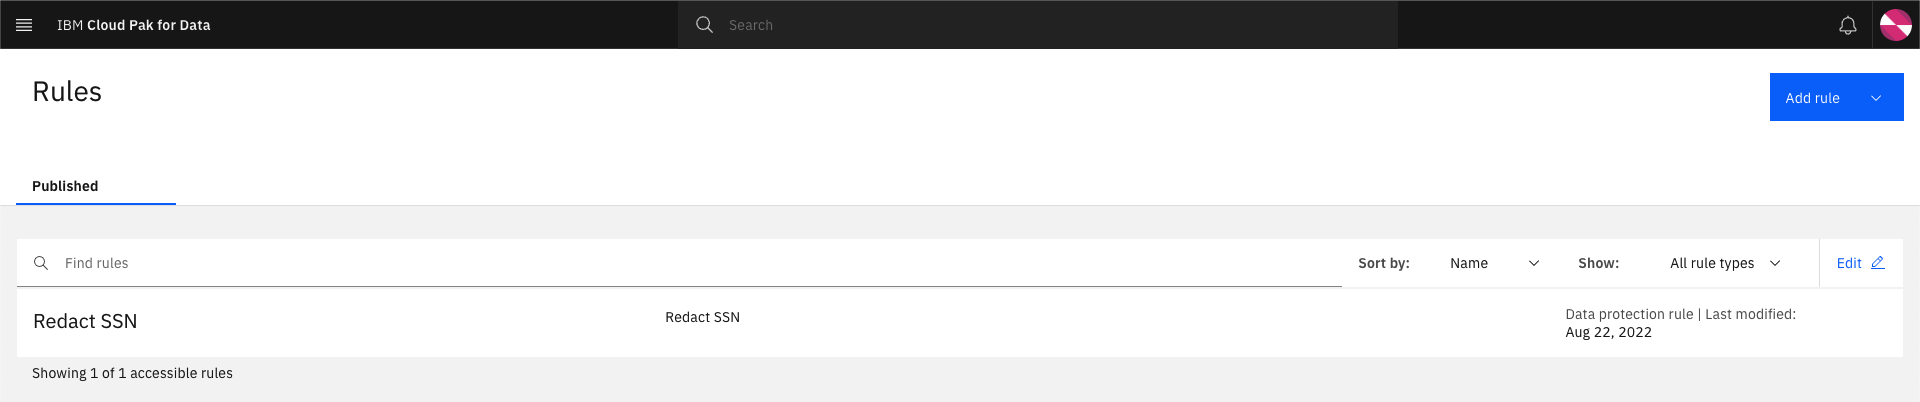 IBM Cloud Pak for Data
Search
Rules
Add rule
Published
Find rules
Sort by:
Name
Show:
All rule types
Edit
Redact SSN
Redact SSN
Data protection rule | Last modified:
Aug 22, 2022
Showing 1 of 1 accessible rules